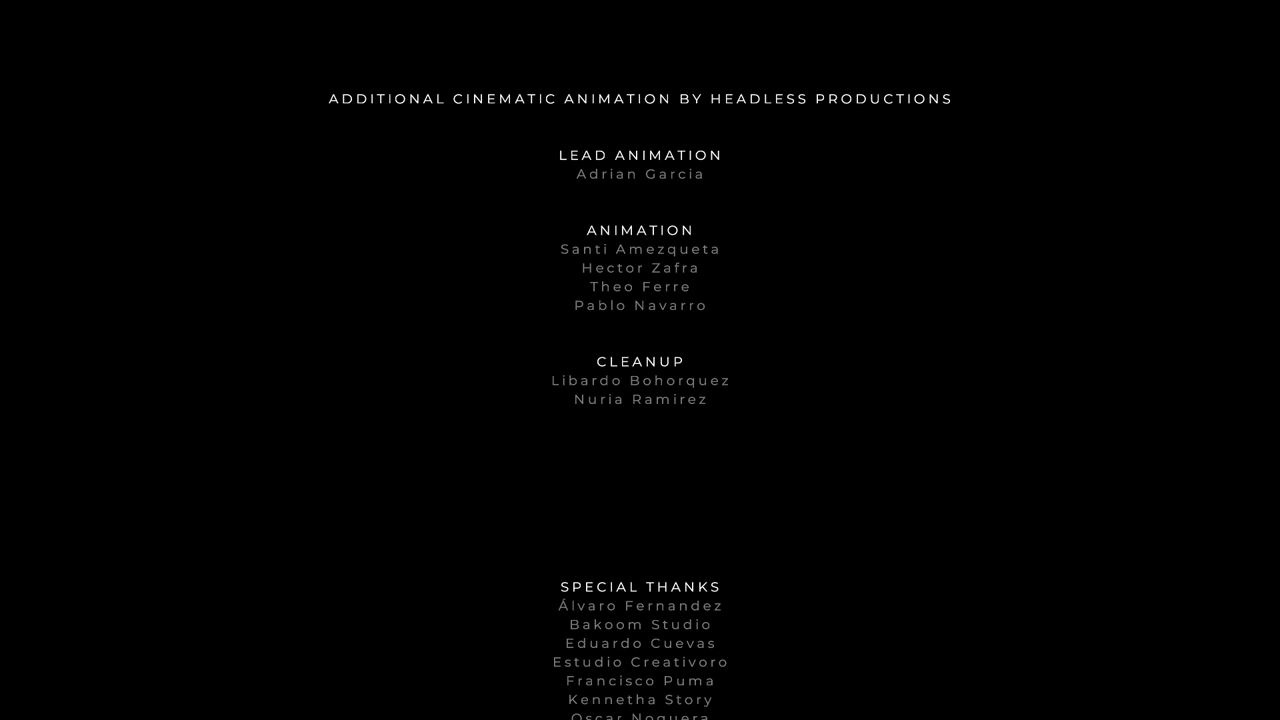 ADDITIONAL CINEMATIC ANIMATION BY HEADLESS PRODUCTIONS
LEAD ANIMATION
Adrian Garcia
ANIMATION
Santi Amezqueta
Hector Zafra
Theo Ferre
Pablo Navarro
CLEANUP
Libardo Bohorquez
Nuria Ramirez
SPECIAL THANKS
Álvaro Fernandez
Bakoom Studio
Eduardo Cuevas
Estudio Creativoro
Francisco Puma
Kennetha Story
Oscar Noguera